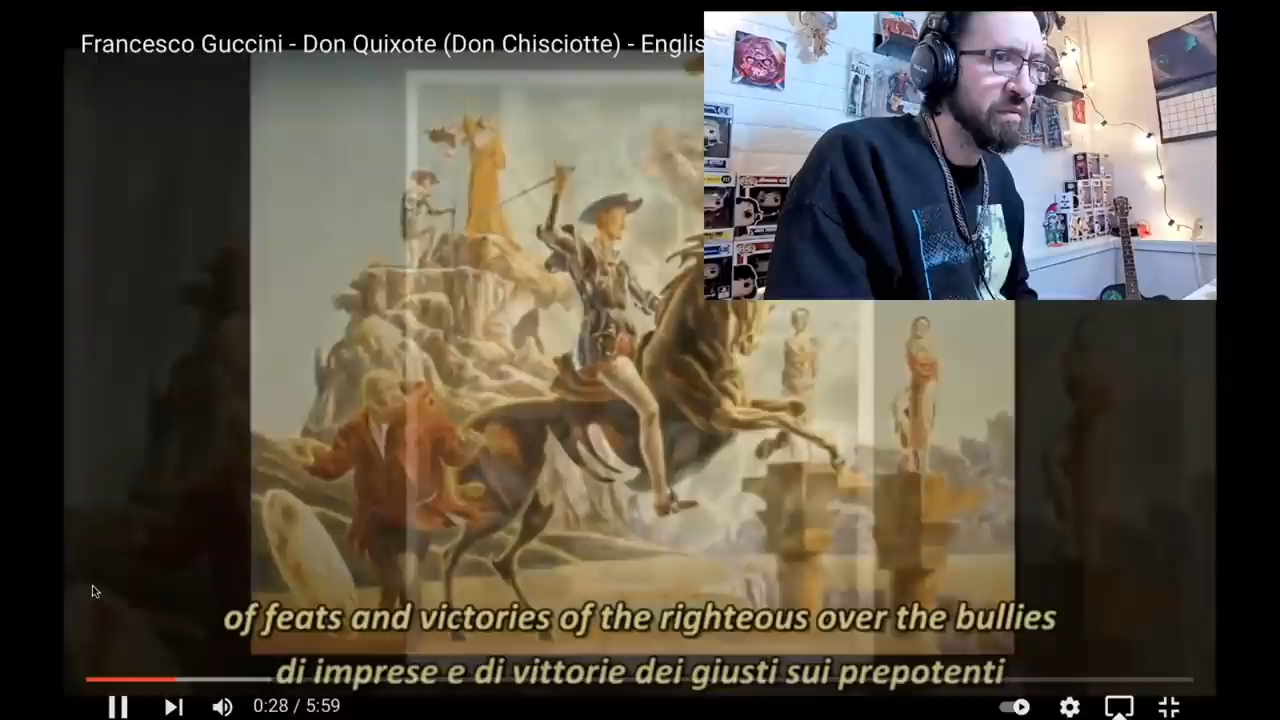 Francesco Guccini - Don Quixote (Don Chisciotte) - Englis
of feats and victories of the righteous over the bullies
di imprese e di vittorie dei giusti sui prepotenti
0:28 / 5:59